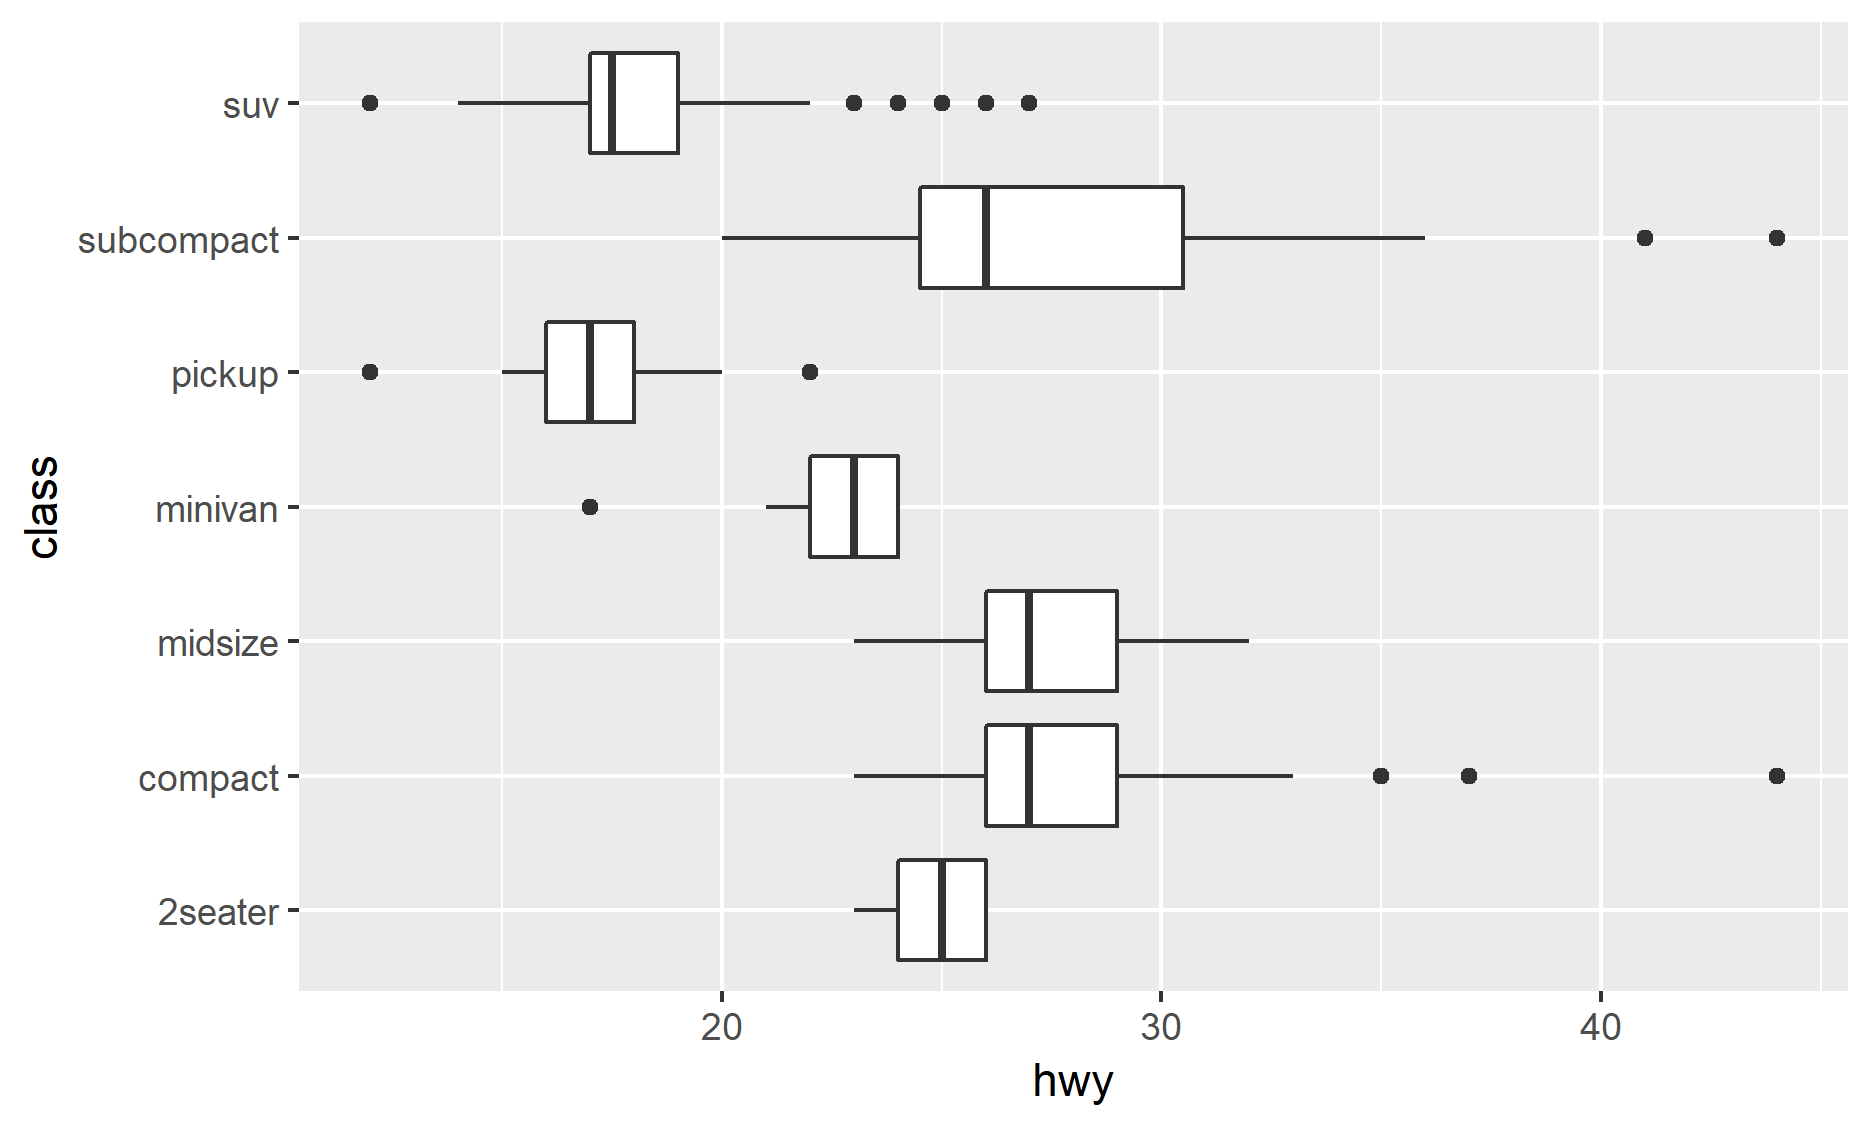 suv
subcompact
pickup
minivan
midsize
compact
2seater
class
20 30 40
hwy